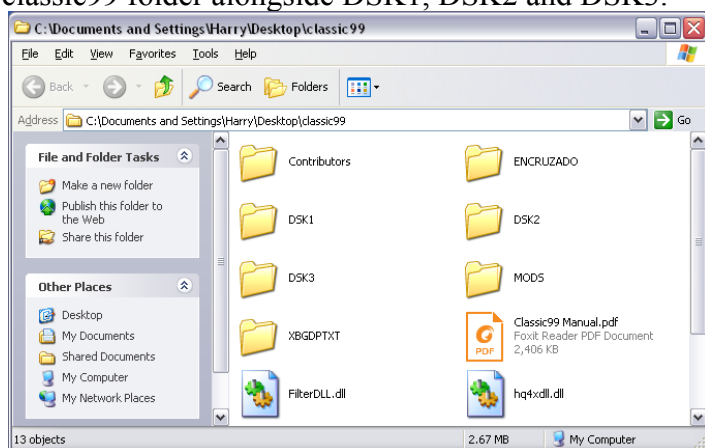 classic99 folder alongside DSK1, DSK2 and DSK3.
C:\Documents and Settings\Harry\Desktop\classic99
File Edit View Favorites Tools Help
Back Search Folders
Address C:\Documents and Settings\Harry\Desktop\classic99 Go
File and Folder Tasks
Make a new folder
Publish this folder to
the Web
Share this folder
Other Places
Desktop
My Documents
Shared Documents
My Computer
My Network Places
Contributors
ENCRUZADO
DSK1
DSK2
DSK3
MODS
XBGDPTXT
PDF
Classic99 Manual.pdf
Foxit Reader PDF Document
2,406 KB
FilterDLL.dll
hq4xdll.dll
13 objects
2.67 MB
My Computer